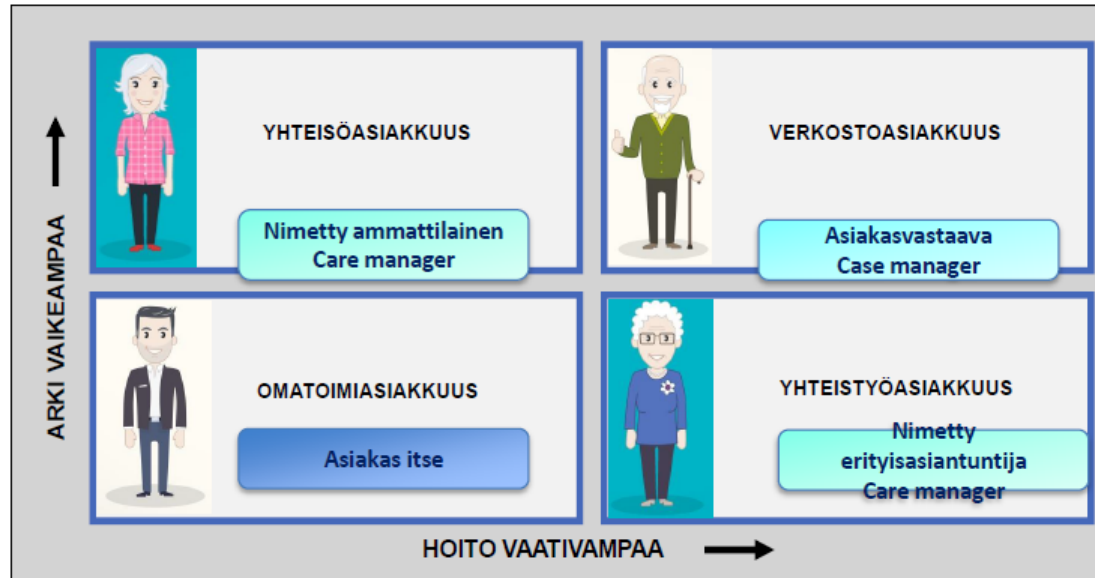 ARKI VAIKEAMPAA
YHTEISÖASIAKKUUS
Nimetty ammattilainen
Care manager
VERKOSTOASIAKKUUS
Asiakasvastaava
Case manager
OMATOIMIASIAKKUUS
Asiakas itse
YHTEISTYÖASIAKKUUS
Nimetty
erityisasiantuntija
Care manager
HOITO VAATIVAMPAA